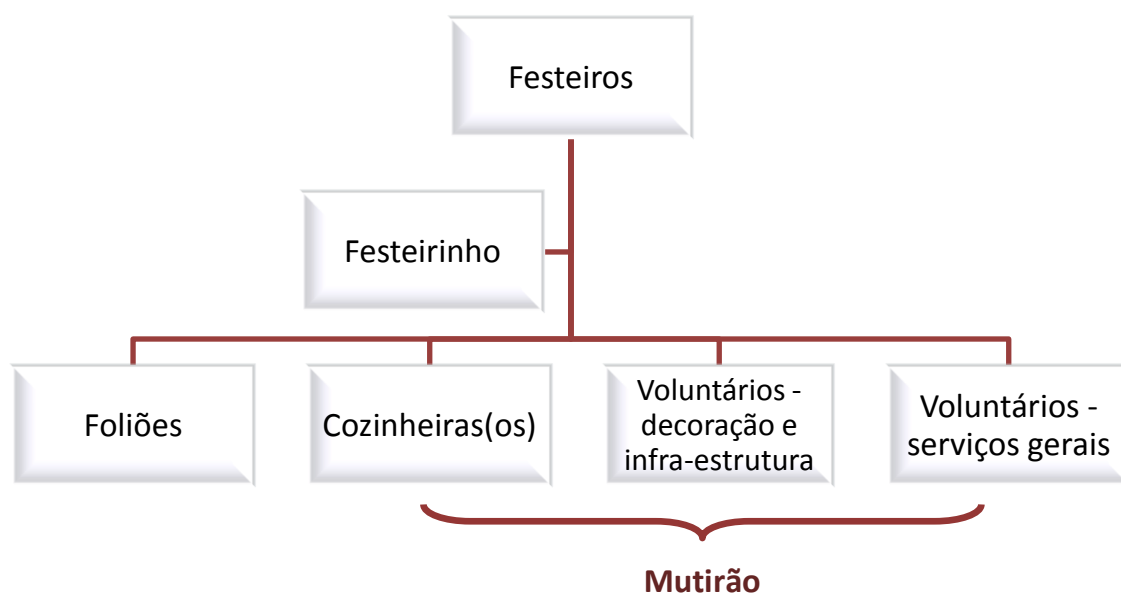 Festeiros
Festeirinho
Foliões
Cozinheiras(os)
Voluntários -
decoração e
infra-estrutura
Voluntários -
serviços gerais
Mutirão